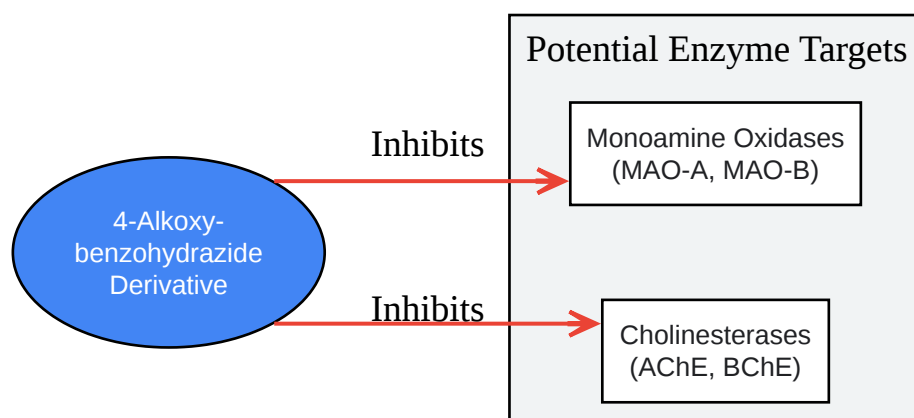 Potential Enzyme Targets
Inhibits
Monoamine Oxidases
(MAO-A, MAO-B)
4-Alkoxy-
benzohydrazide
Derivative
Inhibits
Cholinesterases
(AChE, BChE)